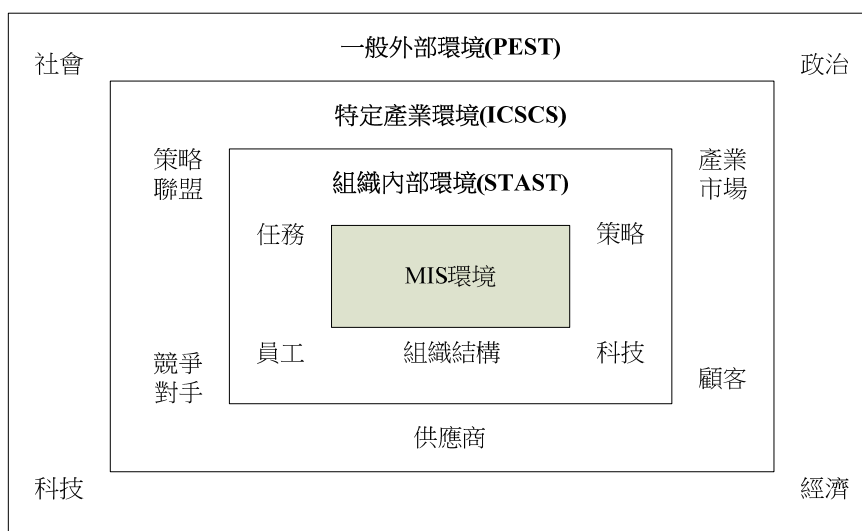 一般外部環境(PEST)
社會
政治
特定產業環境(ICSCS)
策略
聯盟
產業
市場
組織內部環境(STAST)
任務
策略
MIS環境
員工
組織結構
科技
競爭
對手
顧客
供應商
科技
經濟